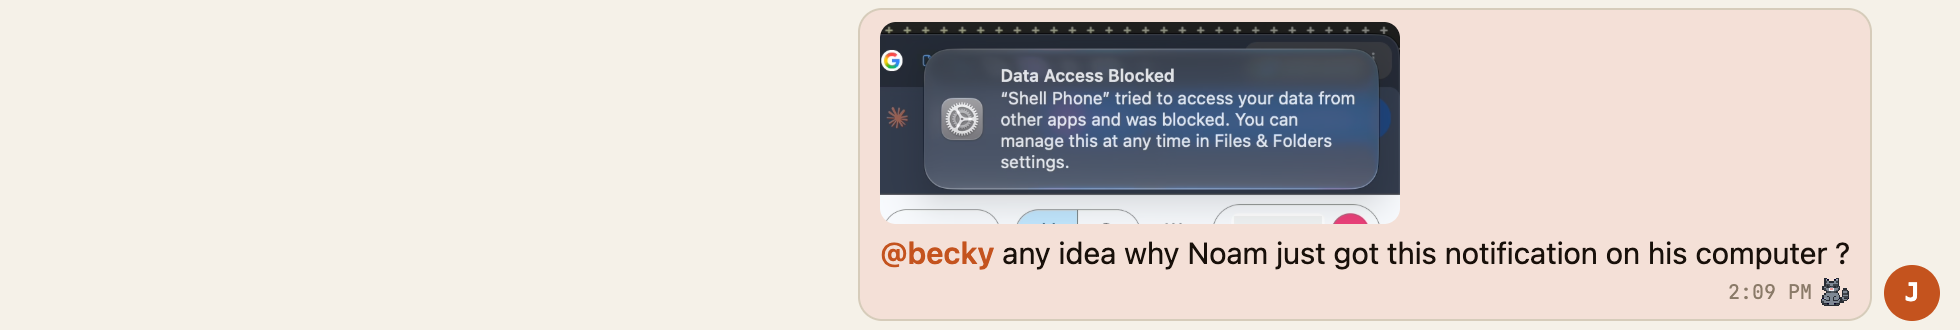 Data Access Blocked
“Shell Phone” tried to access your data from
other apps and was blocked. You can
manage this at any time in Files & Folders
settings.
@becky any idea why Noam just got this notification on his computer ?
2:09 PM
J